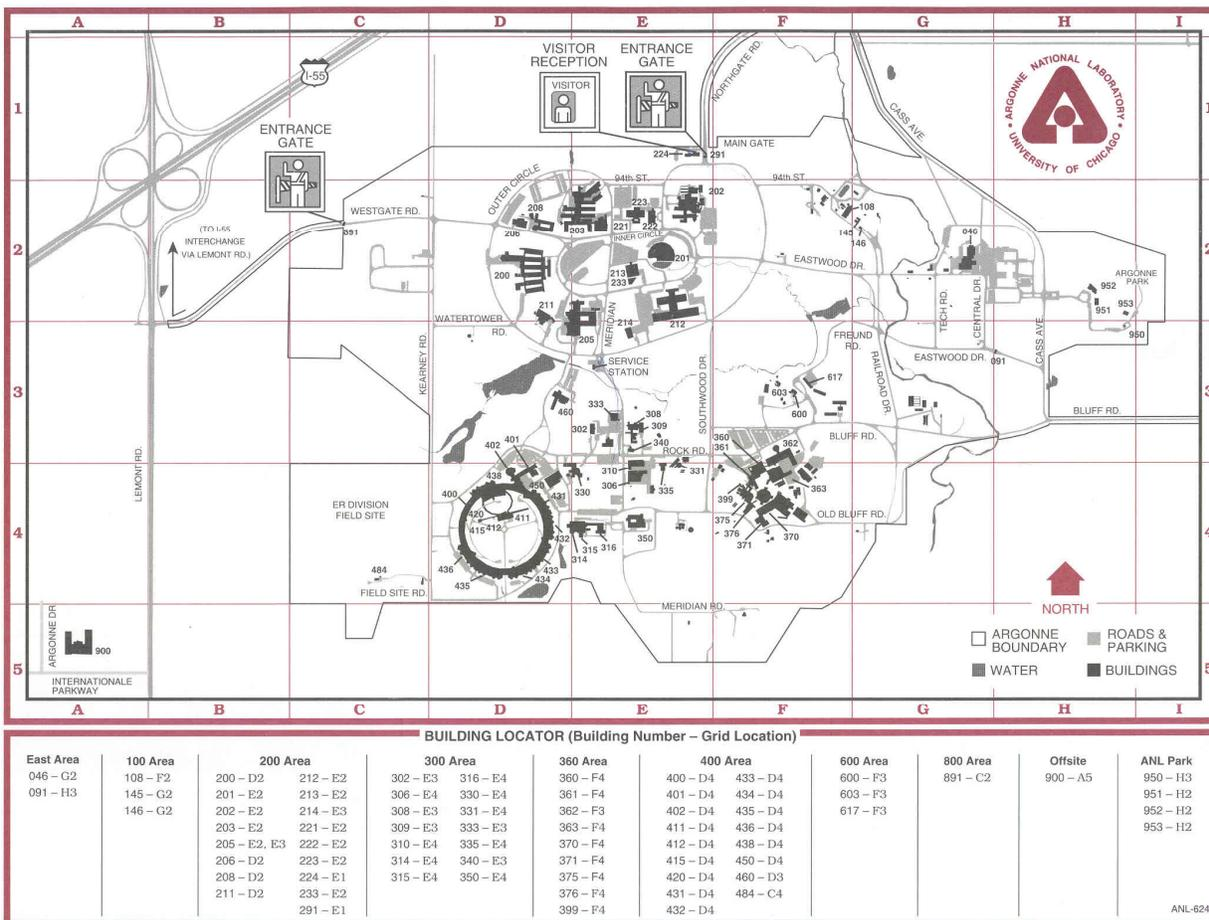 A B C D E F G H I
1
2
3
4
5
1
2
3
4
5
I-55
VISITOR
RECEPTION
VISITOR
ENTRANCE
GATE
NORTHGATE RD.
CASS AVE.
ARGONNE NATIONAL LABORATORY
UNIVERSITY OF CHICAGO
ENTRANCE
GATE
224
291
MAIN GATE
94th ST.
94th ST.
OUTER CIRCLE
WESTGATE RD.
891
(TO I-55
INTERCHANGE
VIA LEMONT RD.)
208
206
203
223
221
222
202
INNER CIRCLE
201
108
145
146
046
EASTWOOD DR.
200
213
233
211
205
MERIDIAN
214
212
WATERTOWER
RD.
TECH RD.
CENTRAL DR.
CASS AVE.
952
951
953
950
ARGONNE
PARK
FREUND
RD.
EASTWOOD DR.
091
KEARNEY RD.
SERVICE
STATION
SOUTHWOOD DR.
RAILROAD DR.
603
617
600
460
333
302
308
309
340
ROCK RD.
BLUFF RD.
BLUFF RD.
360
361
362
363
LEMONT RD.
402
401
438
400
450
431
330
310
306
335
331
399
375
376
371
370
OLD BLUFF RD.
ER DIVISION
FIELD SITE
420
415
412
411
432
315
316
314
350
436
435
433
434
484
FIELD SITE RD.
MERIDIAN RD.
NORTH
ARGONNE
BOUNDARY
ROADS &
PARKING
WATER
BUILDINGS
ARGONNE DR.
900
INTERNATIONALE
PARKWAY
A B C D E F G H I
BUILDING LOCATOR (Building Number – Grid Location)
East Area
046 – G2
091 – H3
100 Area
108 – F2
145 – G2
146 – G2
200 Area
200 – D2 212 – E2
201 – E2 213 – E2
202 – E2 214 – E3
203 – E2 221 – E2
205 – E2, E3 222 – E2
206 – D2 223 – E2
208 – D2 224 – E1
211 – D2 233 – E2
291 – E1
300 Area
302 – E3 316 – E4
306 – E4 330 – E4
308 – E3 331 – E4
309 – E3 333 – E3
310 – E4 335 – E4
314 – E4 340 – E3
315 – E4 350 – E4
360 Area
360 – F4
361 – F4
362 – F3
363 – F4
370 – F4
371 – F4
375 – F4
376 – F4
399 – F4
400 Area
400 – D4 433 – D4
401 – D4 434 – D4
402 – D4 435 – D4
411 – D4 436 – D4
412 – D4 438 – D4
415 – D4 450 – D4
420 – D4 460 – D3
431 – D4 484 – C4
432 – D4
600 Area
600 – F3
603 – F3
617 – F3
800 Area
891 – C2
Offsite
900 – A5
ANL Park
950 – H3
951 – H2
952 – H2
953 – H2
ANL-624